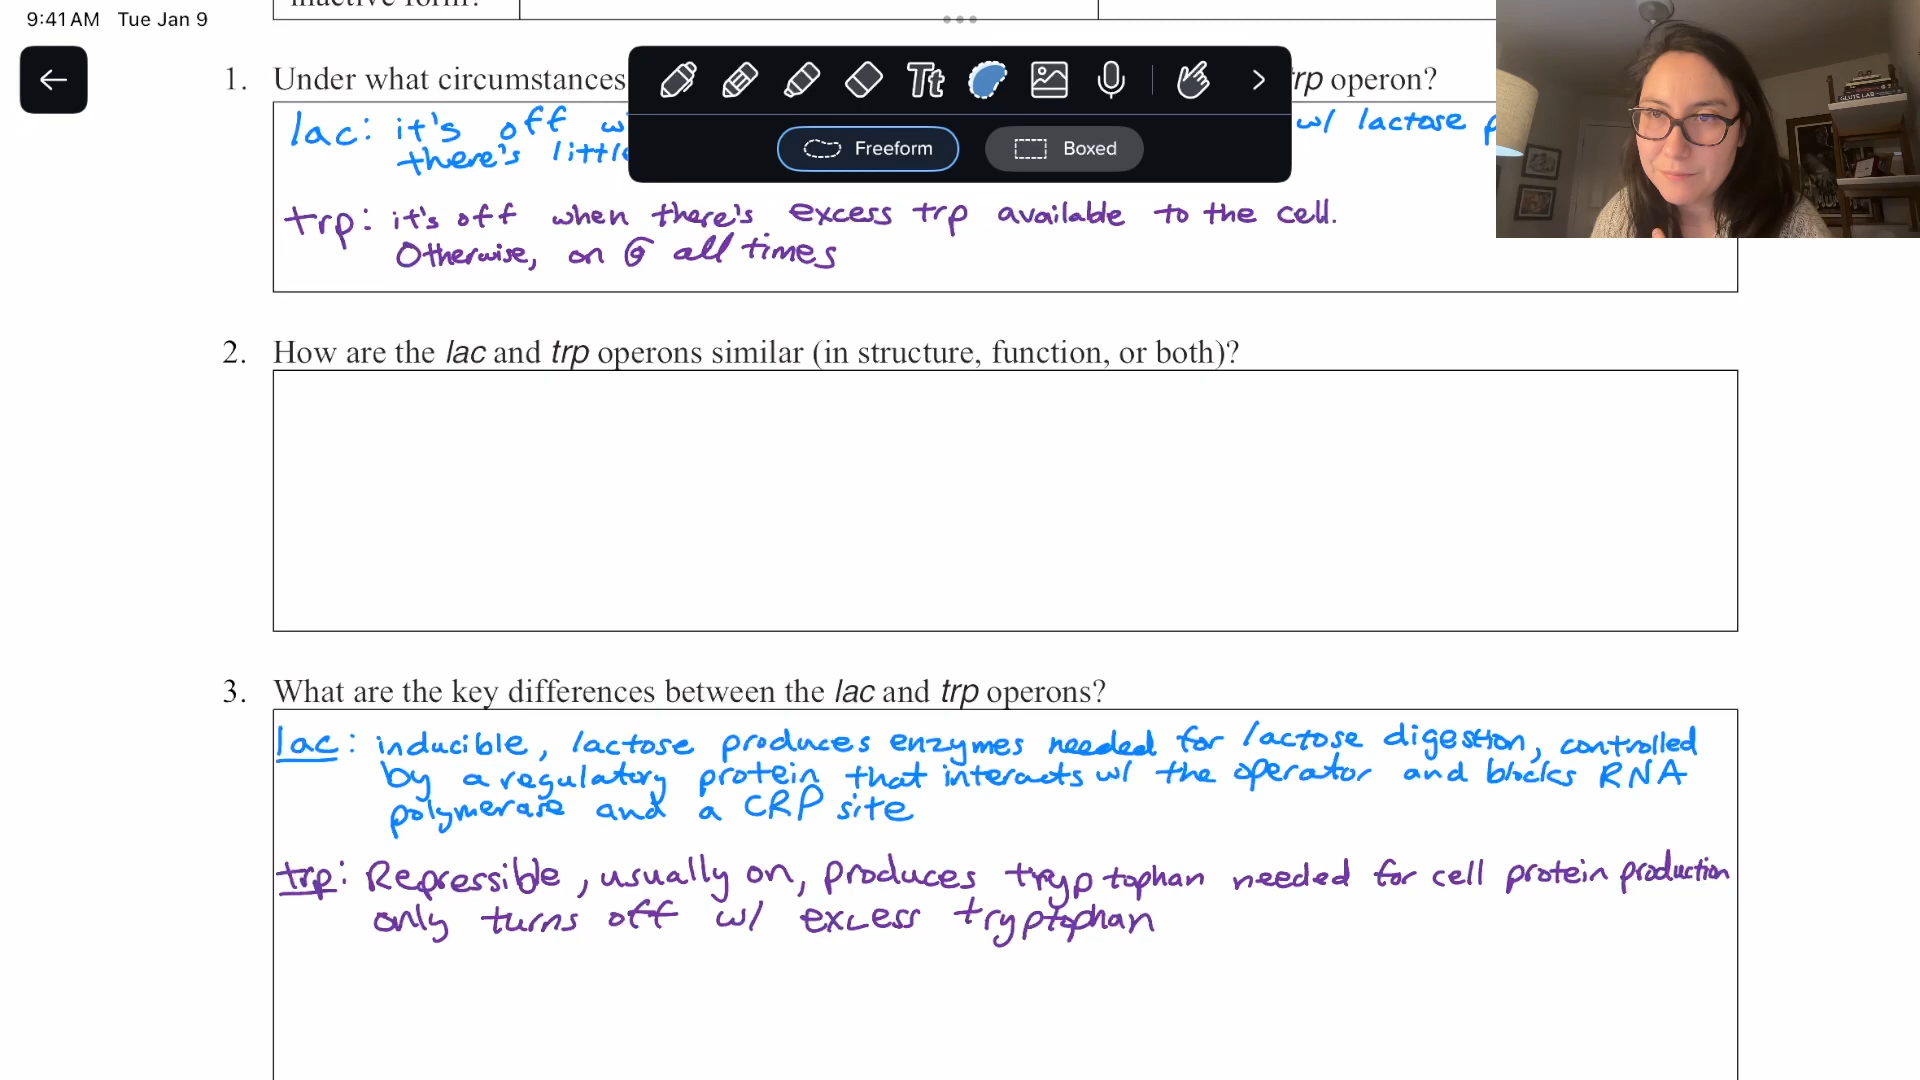 9:41 AM Tue Jan 9
inactive form?
1. Under what circumstances rp operon?
Freeform Boxed
lac: it's off w w/ lactose p
there's little
trp: it's off when there's excess trp available to the cell.
Otherwise, on @ all times
2. How are the lac and trp operons similar (in structure, function, or both)?
3. What are the key differences between the lac and trp operons?
lac: inducible, lactose produces enzymes needed for lactose digestion, controlled
by a regulatory protein that interacts w/ the operator and blocks RNA
polymerase and a CRP site
trp: Repressible, usually on, produces tryptophan needed for cell protein production
only turns off w/ excess tryptophan
GLUTE LAB